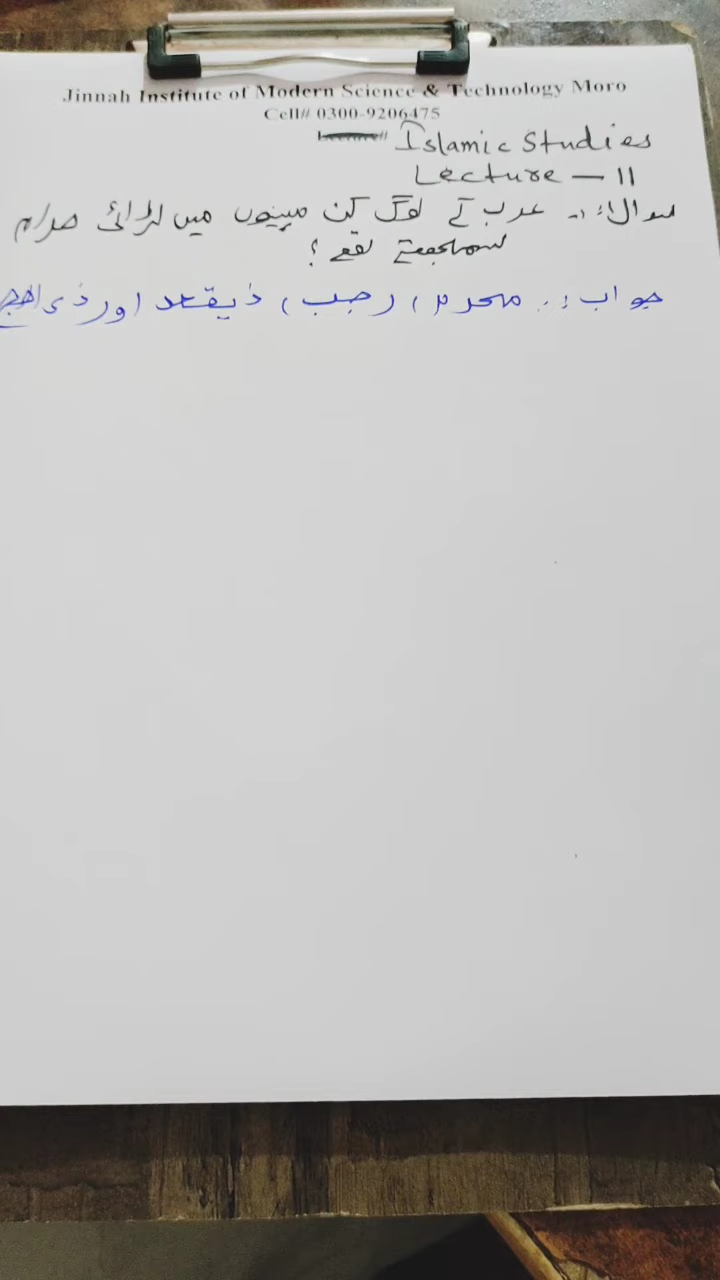 Jinnah Institute of Modern Science & Technology Moro
Cell# 0300-9206475
Islamic Studies
Lecture - 11
سوال:1 عرب کے لوگ کن مہینوں میں لڑائی حرام
سمجھتے تھے؟
جواب: محرم، رجب، ذیقعد اور ذی